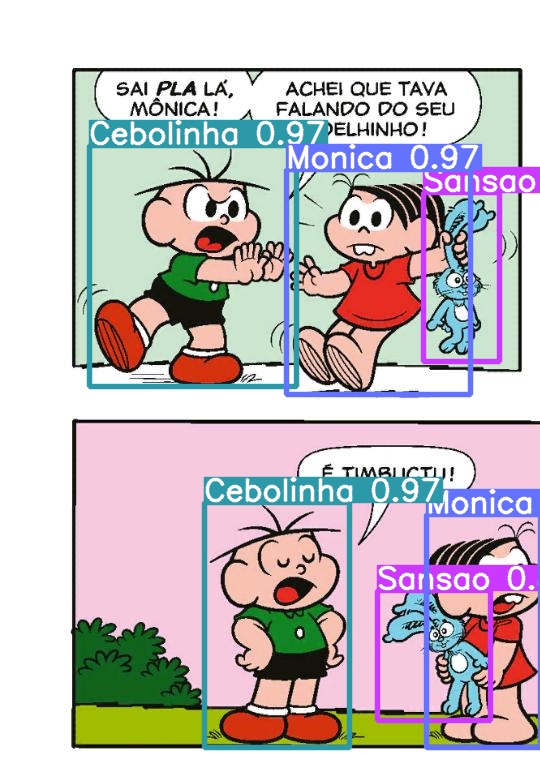 SAI PLA LÁ,
MÔNICA!
ACHEI QUE TAVA
FALANDO DO SEU
OELHINHO!
Cebolinha 0.97
Monica 0.97
Sansao
É TIMBUCTU!
Cebolinha 0.97
Monica
Sansao 0.